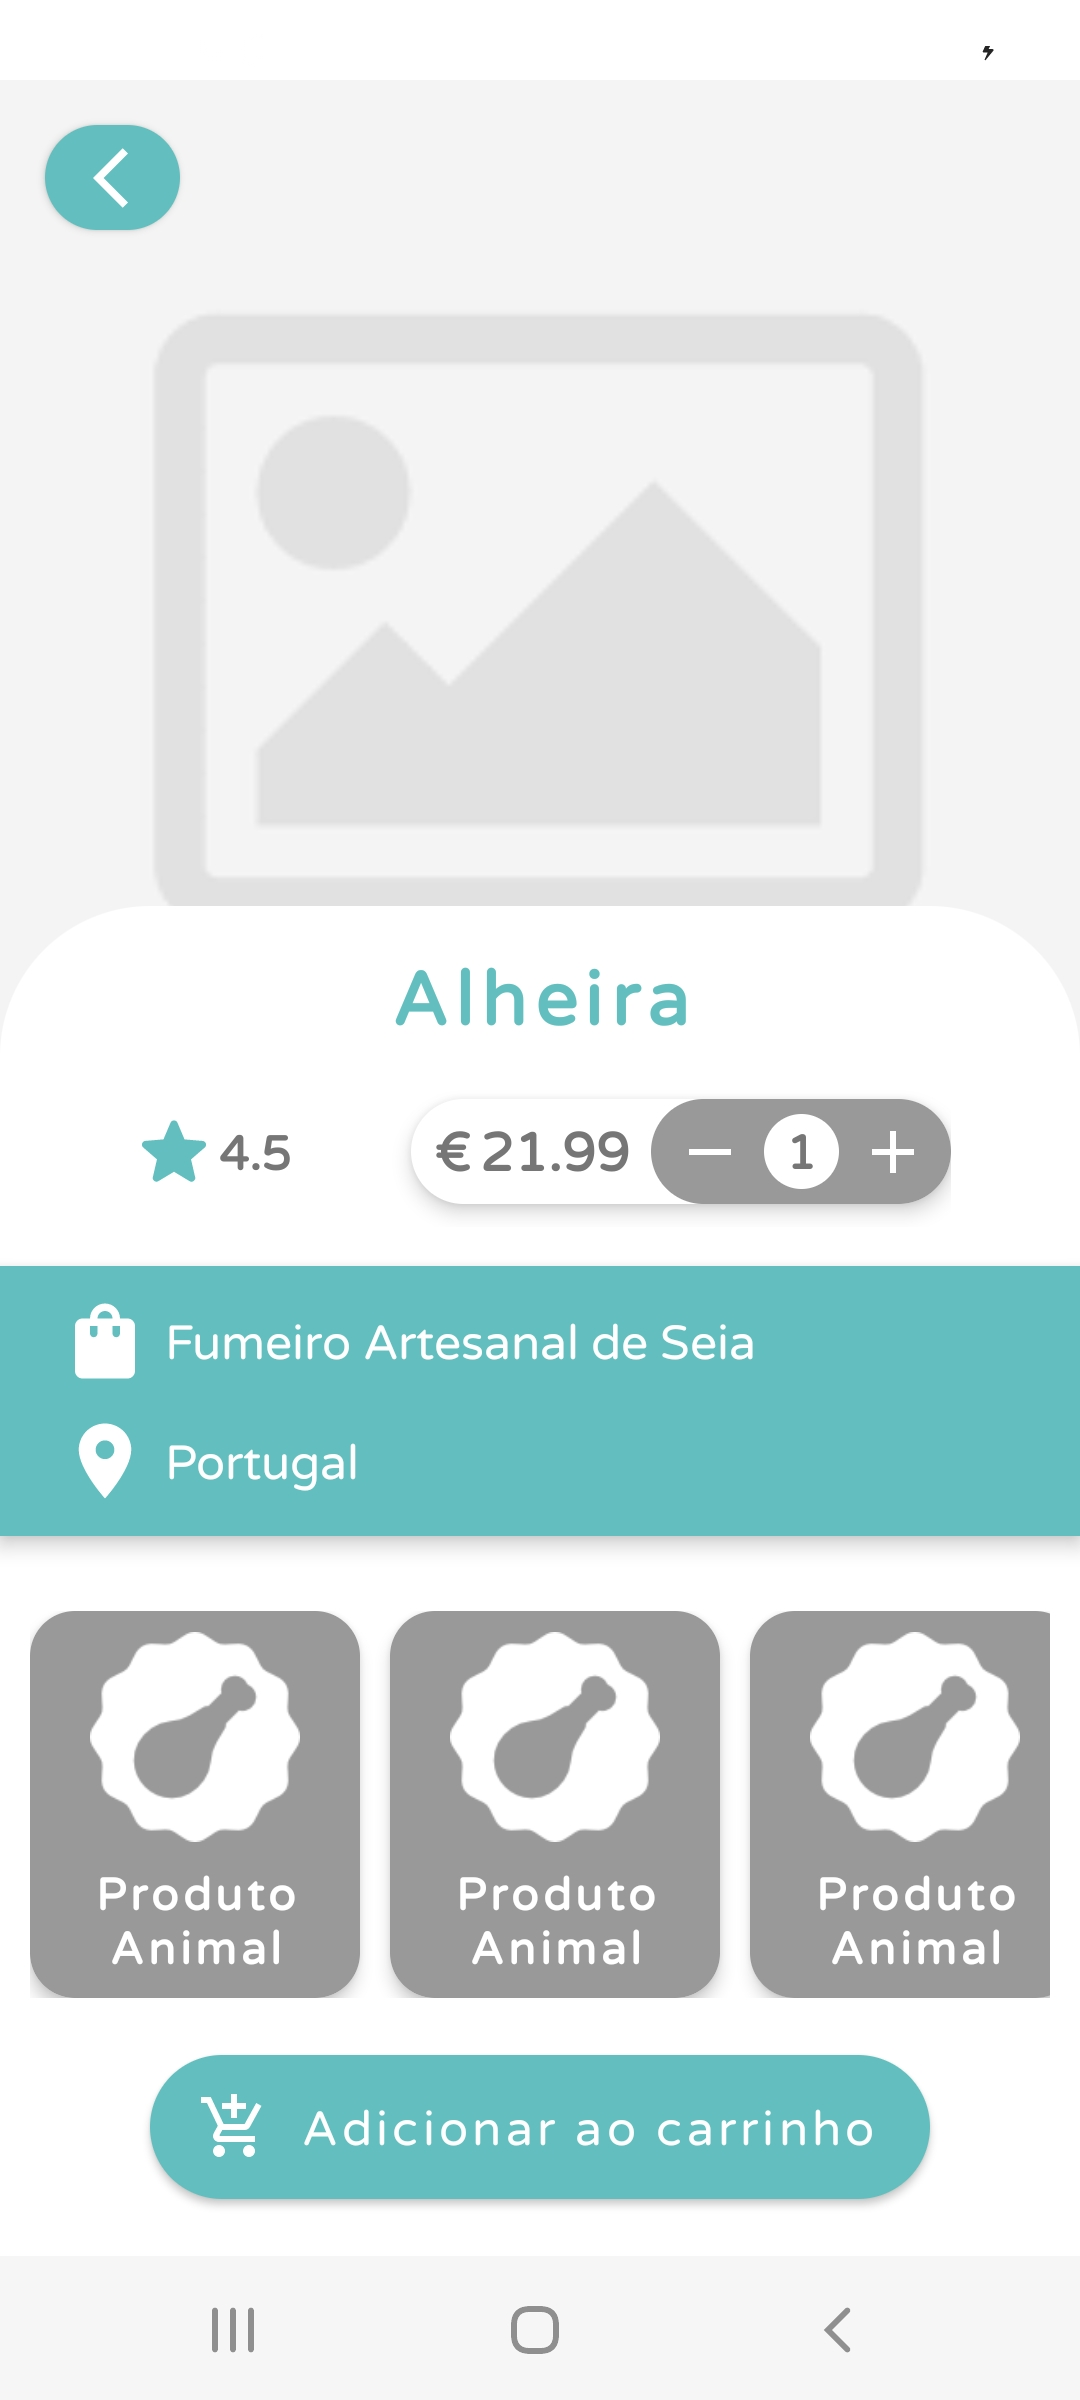 Alheira
4.5
€ 21.99
1
Fumeiro Artesanal de Seia
Portugal
Produto
Animal
Produto
Animal
Produto
Animal
Adicionar ao carrinho